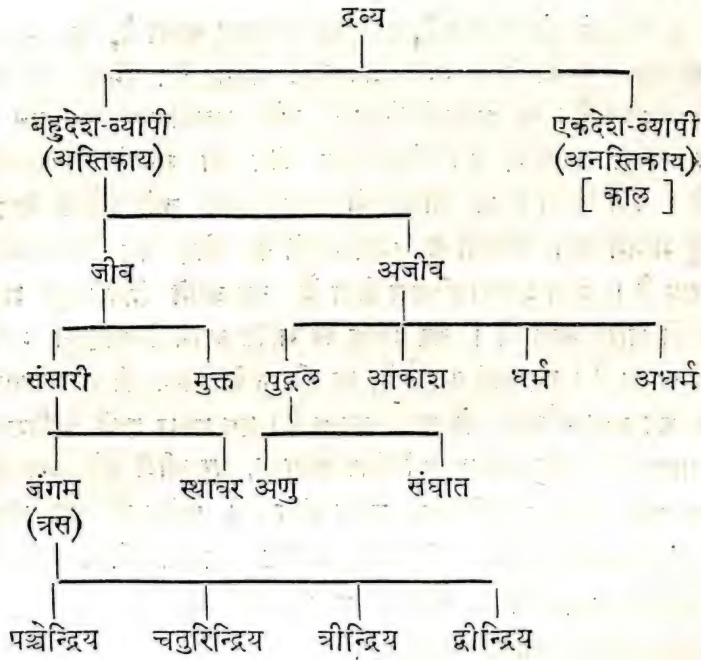 द्रव्य
बहुदेश-व्यापी एकदेश-व्यापी
(अस्तिकाय) (अनस्तिकाय)
[ काल ]
जीव अजीव
संसारी मुक्त पुद्गल आकाश धर्म अधर्म
जंगम स्थावर अणु संघात
(त्रस)
पञ्चेन्द्रिय चतुरिन्द्रिय त्रीन्द्रिय द्वीन्द्रिय